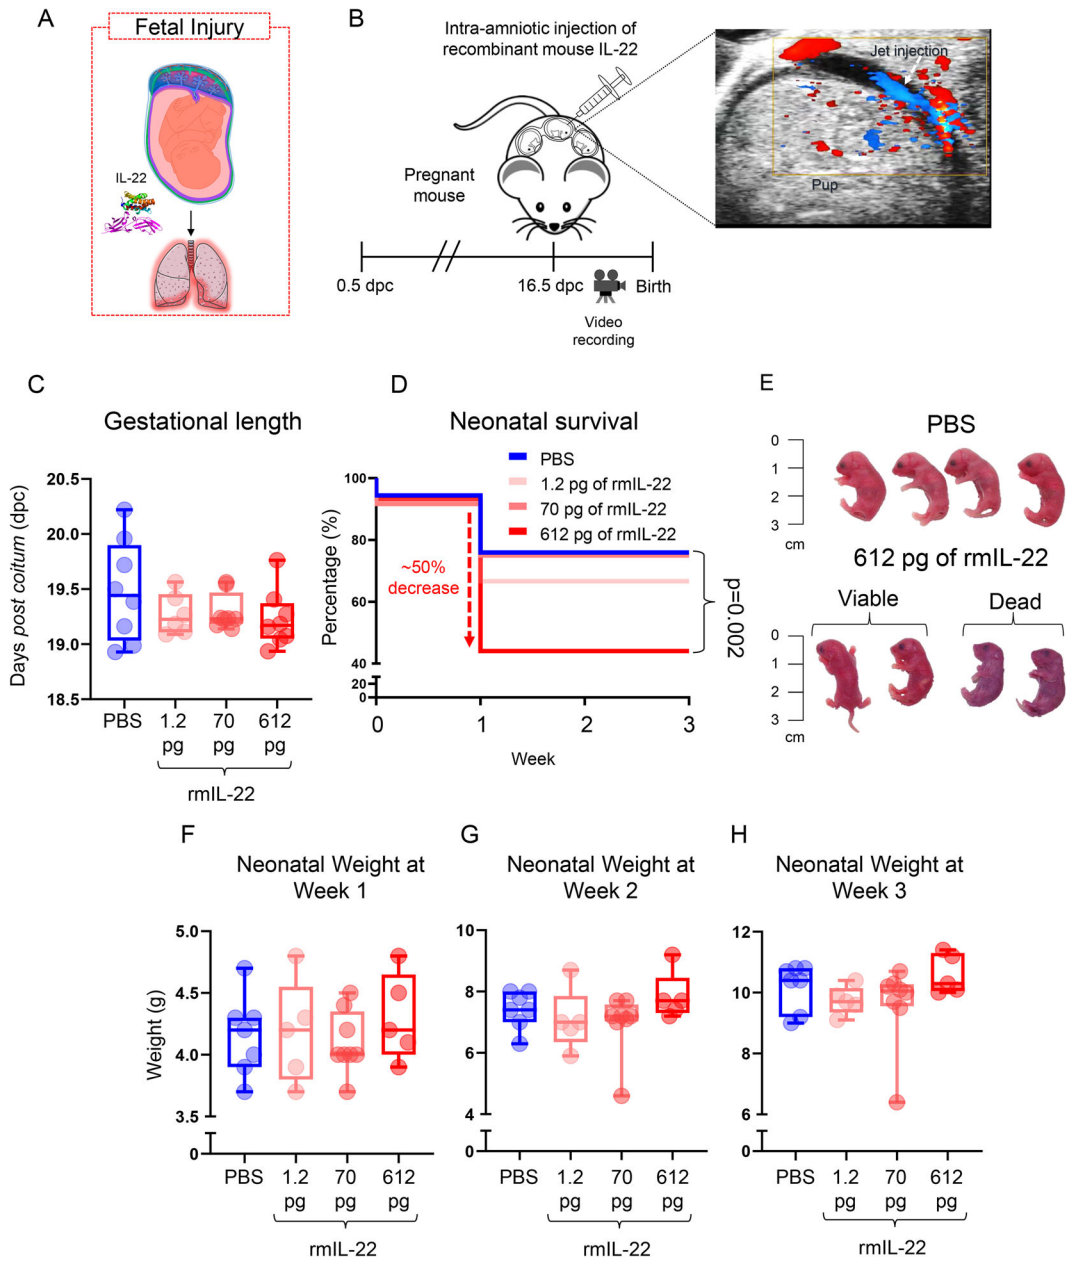 A
Fetal Injury
IL-22
B
Intra-amniotic injection of
recombinant mouse IL-22
Pregnant
mouse
Jet injection
Pup
0.5 dpc
16.5 dpc
Birth
Video
recording
C
Gestational length
Days post coitum (dpc)
20.5
20.0
19.5
19.0
18.5
PBS
1.2
pg
70
pg
612
pg
rmIL-22
D
Neonatal survival
PBS
1.2 pg of rmIL-22
70 pg of rmIL-22
612 pg of rmIL-22
Percentage (%)
100
80
60
40
20
0
~50%
decrease
p=0.002
0
1
2
3
Week
E
PBS
0
1
2
3
cm
612 pg of rmIL-22
Viable
Dead
0
1
2
3
cm
F
Neonatal Weight at
Week 1
Weight (g)
5.0
4.5
4.0
3.5
0
PBS
1.2
pg
70
pg
612
pg
rmIL-22
G
Neonatal Weight at
Week 2
10
8
6
4
0
PBS
1.2
pg
70
pg
612
pg
rmIL-22
H
Neonatal Weight at
Week 3
12
10
8
6
0
PBS
1.2
pg
70
pg
612
pg
rmIL-22